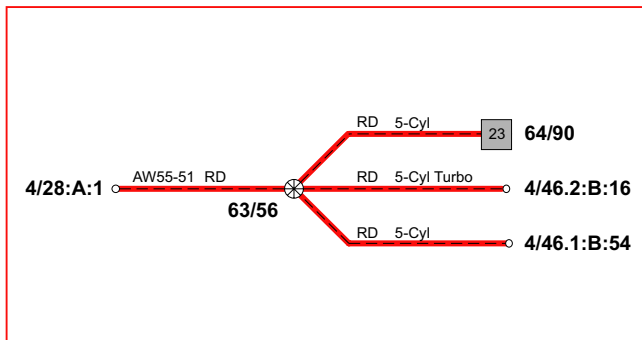 RD 5-Cyl
23 64/90
4/28:A:1 AW55-51 RD RD 5-Cyl Turbo 4/46.2:B:16
63/56
RD 5-Cyl 4/46.1:B:54